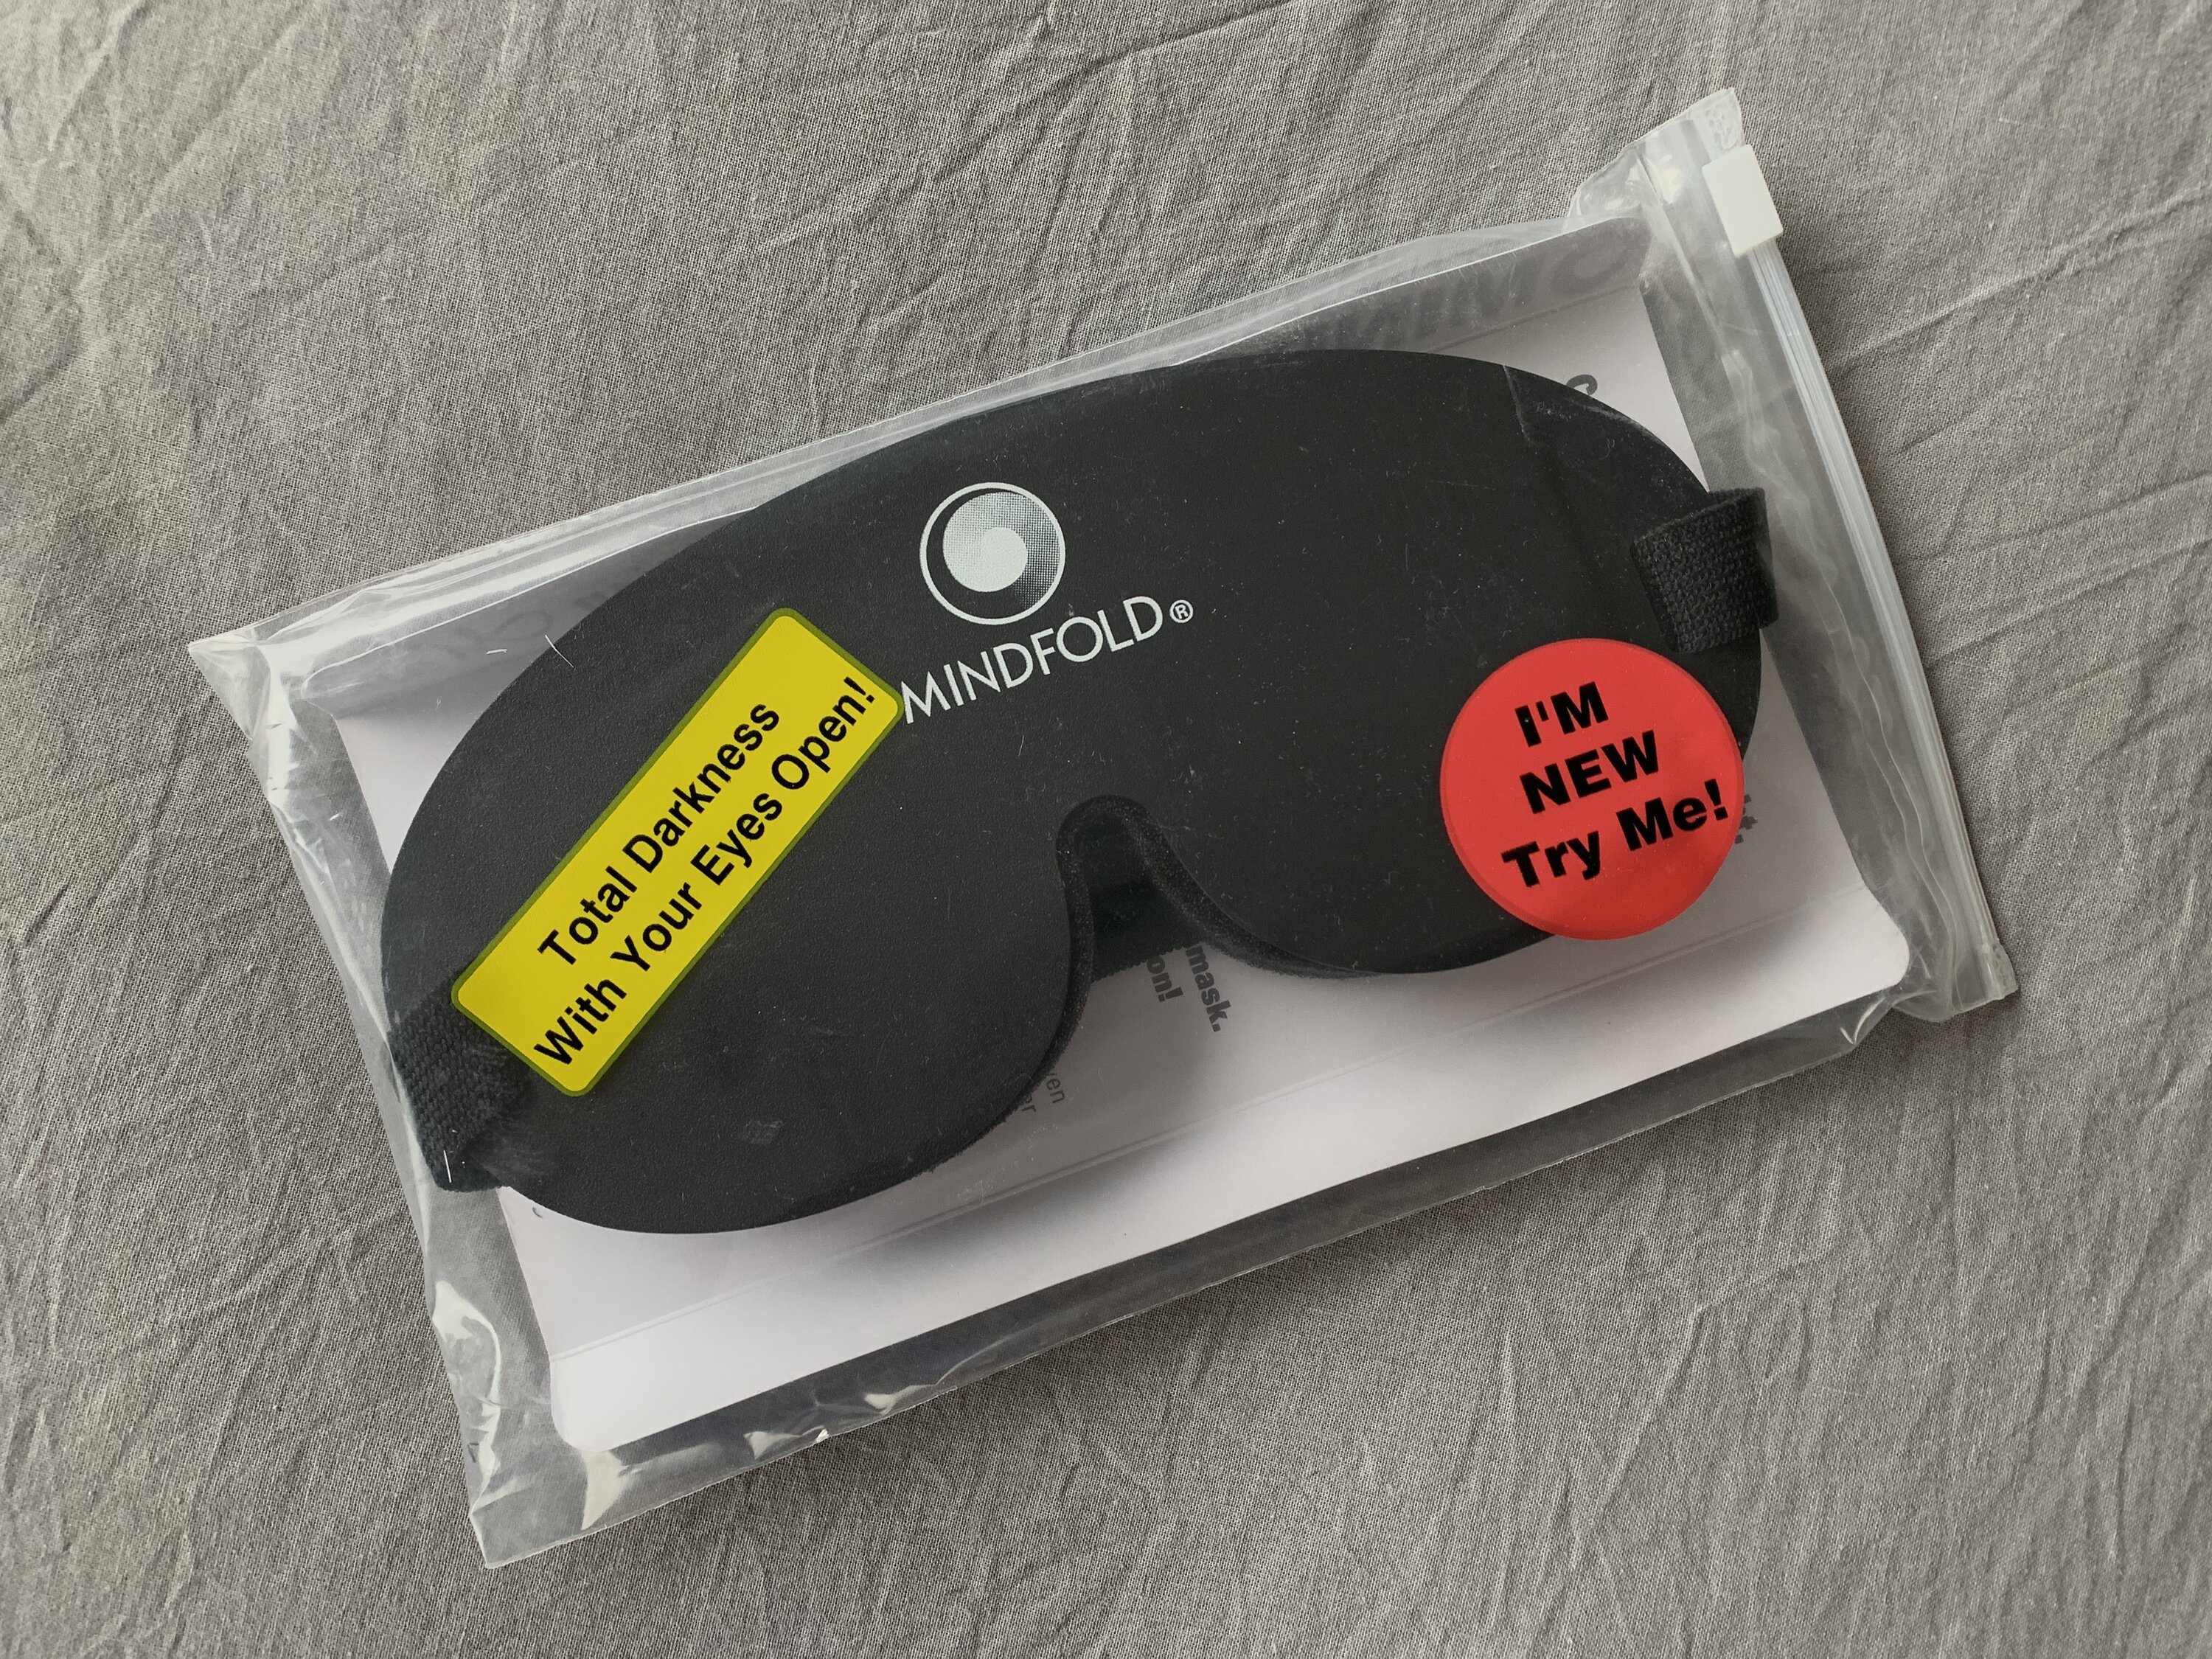 MINDFOLD®
Total Darkness
With Your Eyes Open!
I'M
NEW
Try Me!
mask.
on!